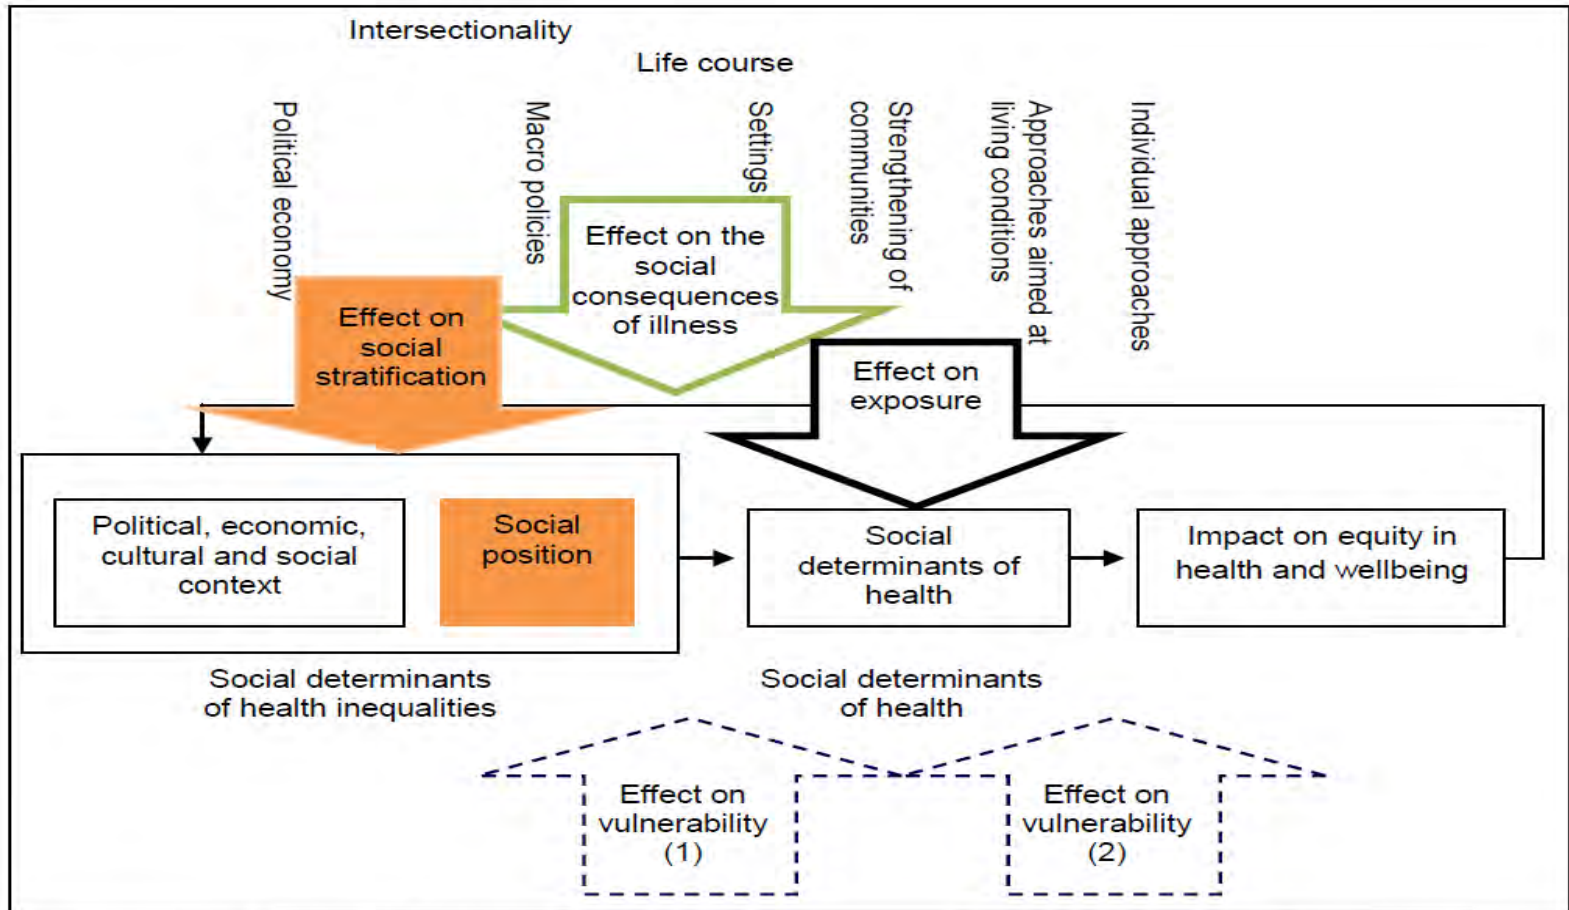 Intersectionality
Life course
Political economy
Macro policies
Settings
Strengthening of
communities
Approaches aimed at
living conditions
Individual approaches
Effect on the
social
consequences
of illness
Effect on
social
stratification
Effect on
exposure
Political, economic,
cultural and social
context
Social
position
Social
determinants of
health
Impact on equity in
health and wellbeing
Social determinants
of health inequalities
Social determinants
of health
Effect on
vulnerability
(1)
Effect on
vulnerability
(2)